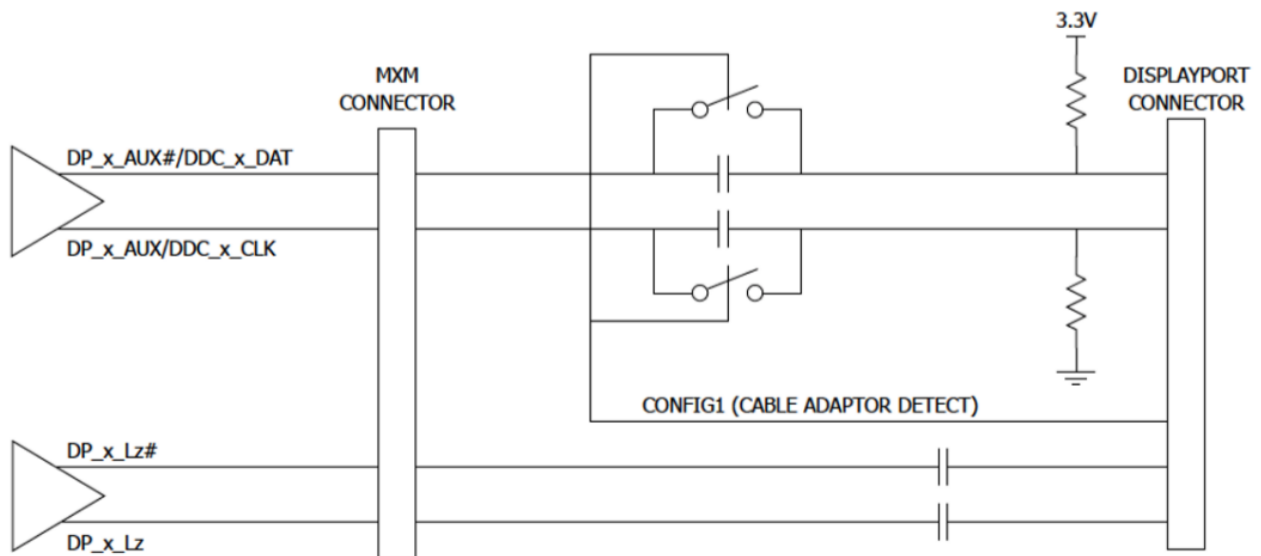 3.3V
MXM
CONNECTOR
DISPLAYPORT
CONNECTOR
DP_x_AUX#/DDC_x_DAT
DP_x_AUX/DDC_x_CLK
CONFIG1 (CABLE ADAPTOR DETECT)
DP_x_Lz#
DP_x_Lz